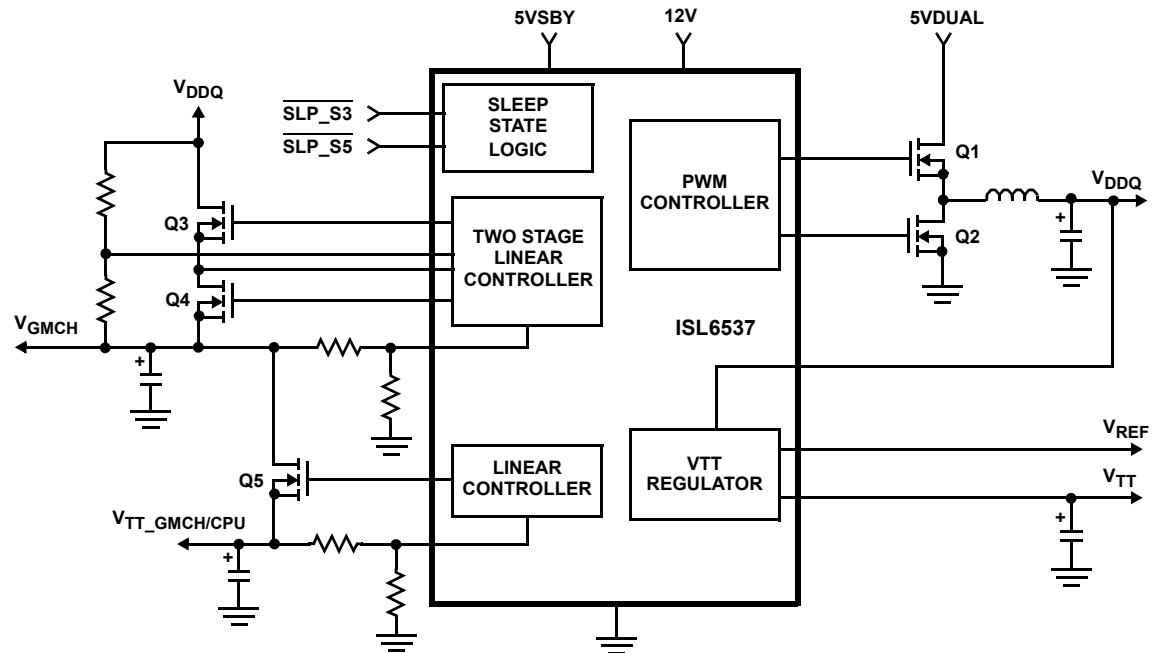 5VSBY
12V
5VDUAL
VDDQ
SLP_S3
SLP_S5
SLEEP
STATE
LOGIC
PWM
CONTROLLER
Q1
VDDQ
Q3
TWO STAGE
LINEAR
CONTROLLER
Q2
+
Q4
VGMCH
ISL6537
+
VREF
Q5
LINEAR
CONTROLLER
VTT
REGULATOR
VTT
VTT_GMCH/CPU
+
+